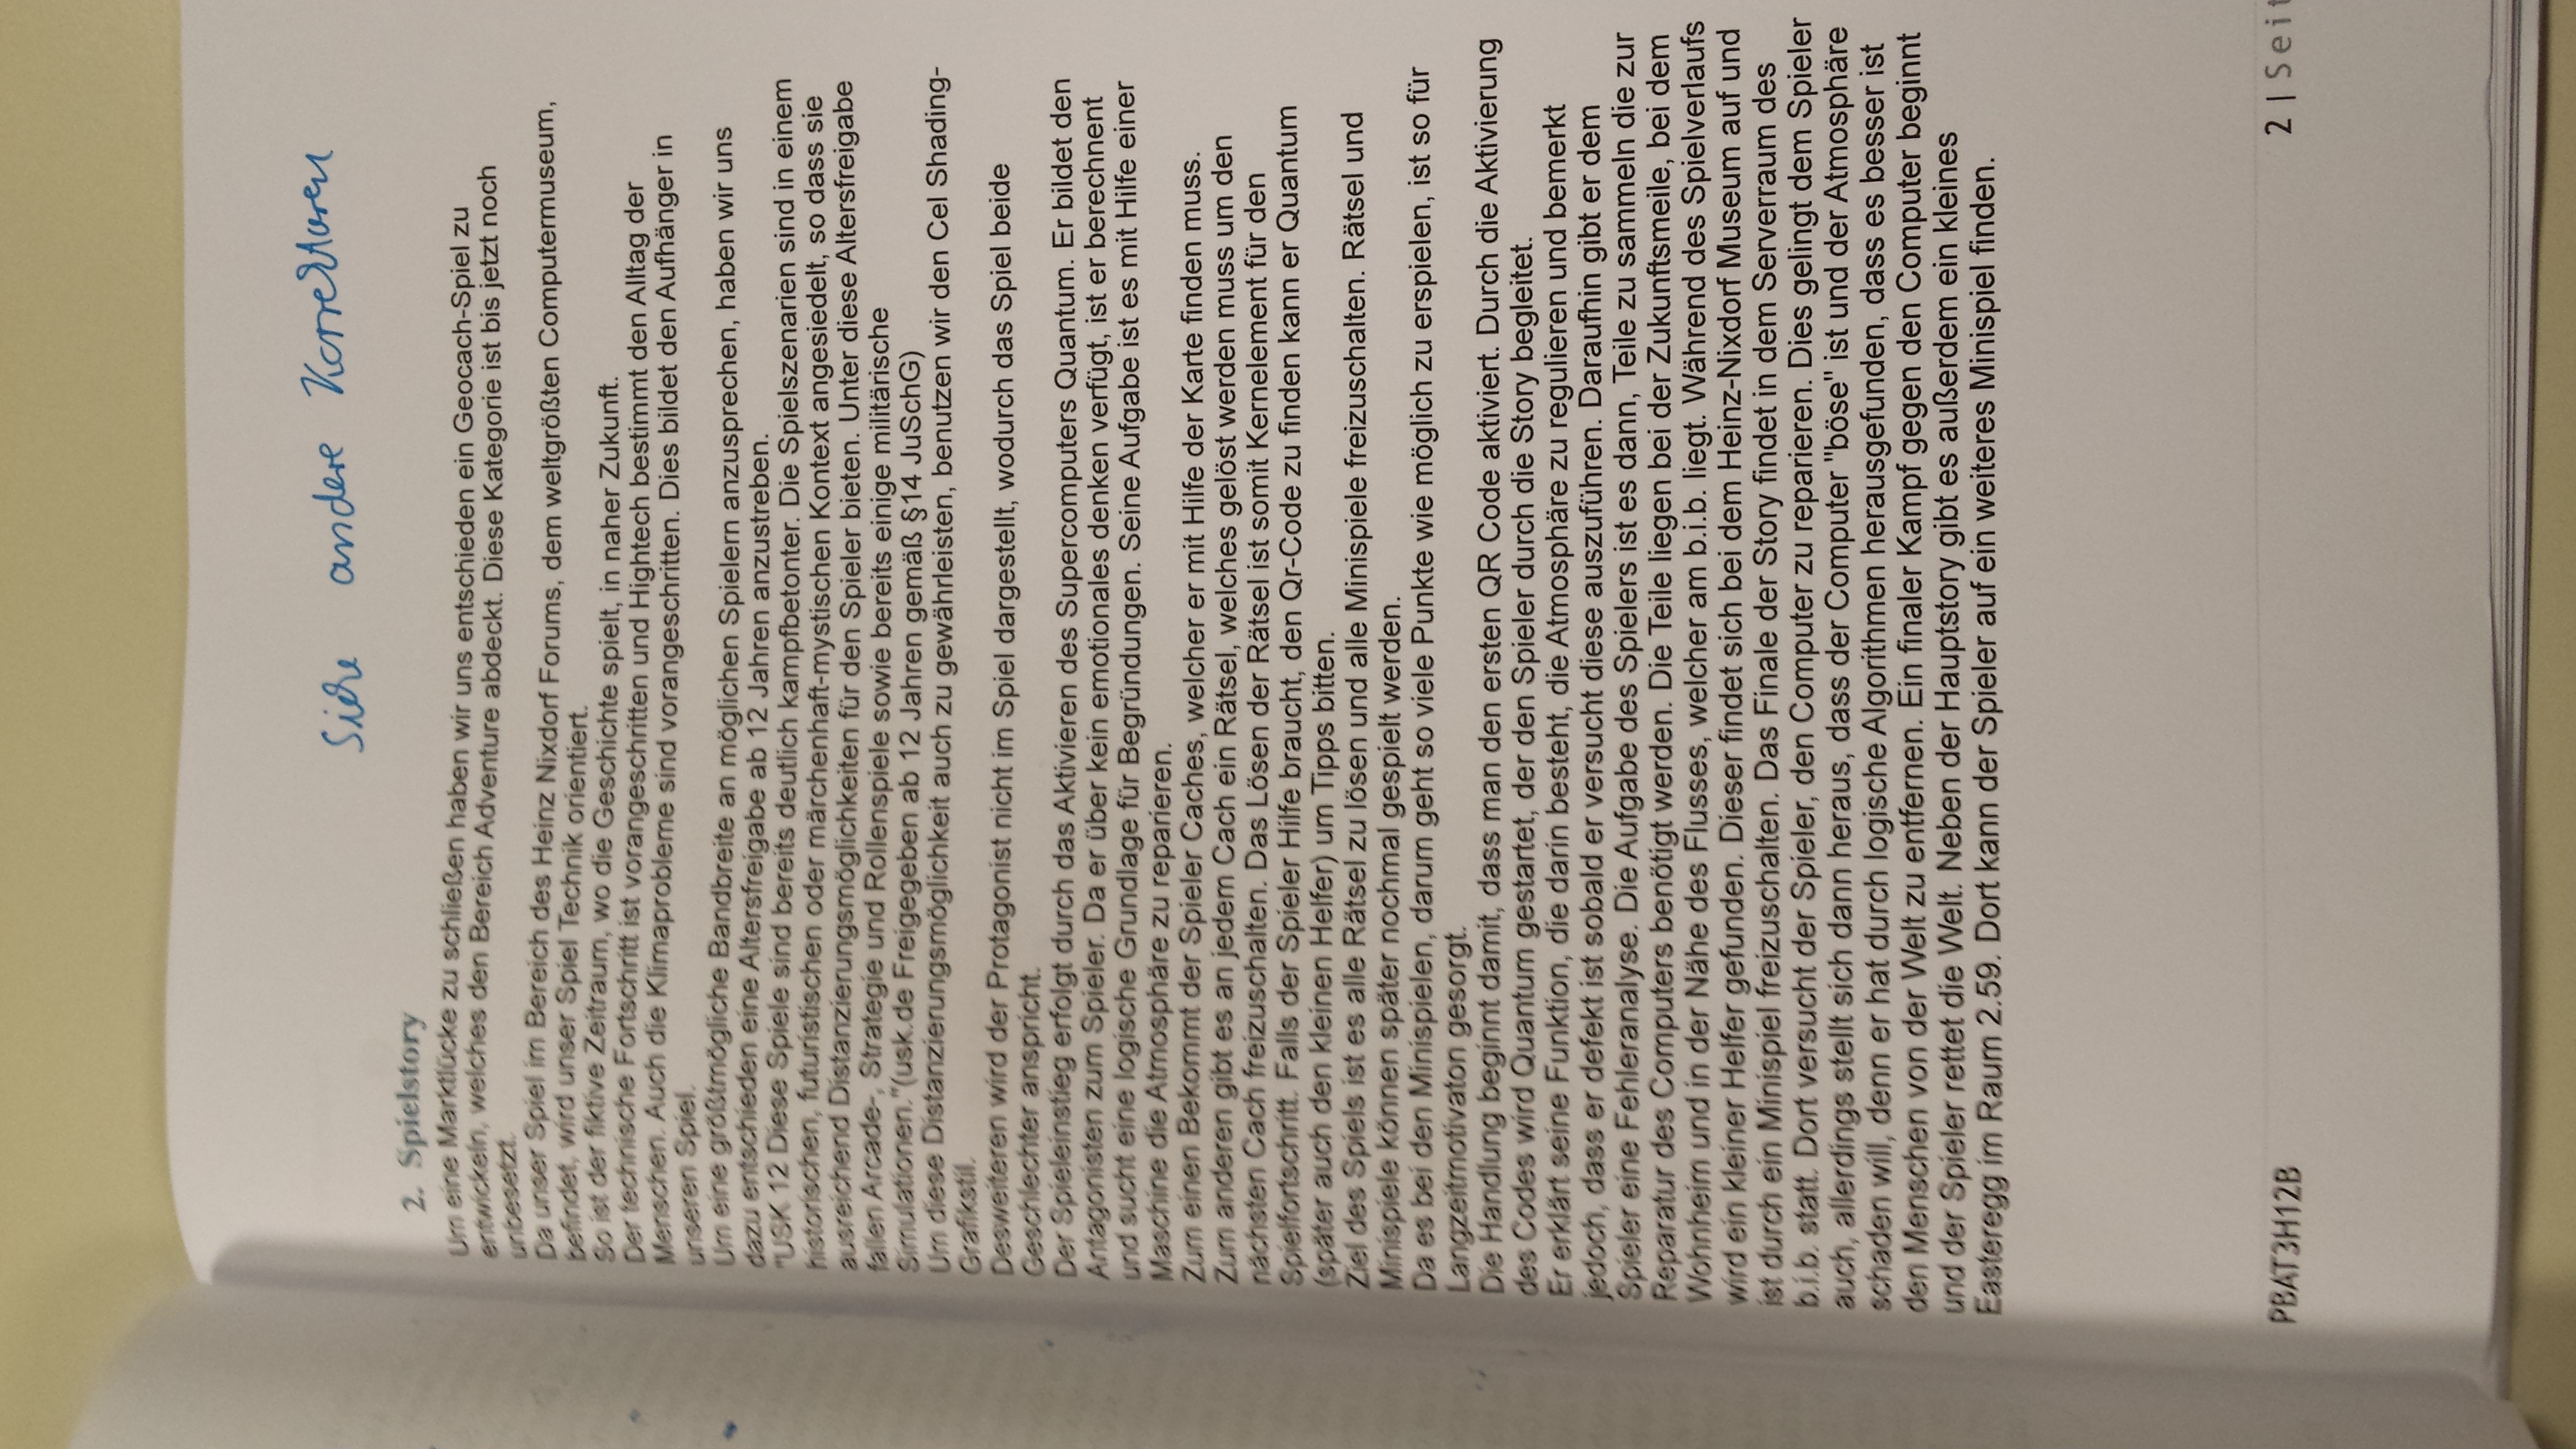 Siehe andere Korrekturen
2. Spielstory
Um eine Marktlücke zu schließen haben wir uns entschieden ein Geocach-Spiel zu
entwickeln, welches den Bereich Adventure abdeckt. Diese Kategorie ist bis jetzt noch
unbesetzt.
Da unser Spiel im Bereich des Heinz Nixdorf Forums, dem weltgrößten Computermuseum,
befindet, wird unser Spiel Technik orientiert.
So ist der fiktive Zeitraum, wo die Geschichte spielt, in naher Zukunft.
Der technische Fortschritt ist vorangeschritten und Hightech bestimmt den Alltag der
Menschen. Auch die Klimaprobleme sind vorangeschritten. Dies bildet den Aufhänger in
unseren Spiel.
Um eine größtmögliche Bandbreite an möglichen Spielern anzusprechen, haben wir uns
dazu entschieden eine Altersfreigabe ab 12 Jahren anzustreben.
"USK 12 Diese Spiele sind bereits deutlich kampfbetonter. Die Spielszenarien sind in einem
historischen, futuristischen oder märchenhaft-mystischen Kontext angesiedelt, so dass sie
ausreichend Distanzierungsmöglichkeiten für den Spieler bieten. Unter diese Altersfreigabe
fallen Arcade-, Strategie und Rollenspiele sowie bereits einige militärische
Simulationen."(usk.de Freigegeben ab 12 Jahren gemäß §14 JuSchG)
Um diese Distanzierungsmöglichkeit auch zu gewährleisten, benutzen wir den Cel Shading-
Grafikstil.
Desweiteren wird der Protagonist nicht im Spiel dargestellt, wodurch das Spiel beide
Geschlechter anspricht.
Der Spieleinstieg erfolgt durch das Aktivieren des Supercomputers Quantum. Er bildet den
Antagonisten zum Spieler. Da er über kein emotionales denken verfügt, ist er berechnent
und sucht eine logische Grundlage für Begründungen. Seine Aufgabe ist es mit Hilfe einer
Maschine die Atmosphäre zu reparieren.
Zum einen Bekommt der Spieler Caches, welcher er mit Hilfe der Karte finden muss.
Zum anderen gibt es an jedem Cach ein Rätsel, welches gelöst werden muss um den
nächsten Cach freizuschalten. Das Lösen der Rätsel ist somit Kernelement für den
Spielfortschritt. Falls der Spieler Hilfe braucht, den Qr-Code zu finden kann er Quantum
(später auch den kleinen Helfer) um Tipps bitten.
Ziel des Spiels ist es alle Rätsel zu lösen und alle Minispiele freizuschalten. Rätsel und
Minispiele können später nochmal gespielt werden.
Da es bei den Minispielen, darum geht so viele Punkte wie möglich zu erspielen, ist so für
Langzeitmotivaton gesorgt.
Die Handlung beginnt damit, dass man den ersten QR Code aktiviert. Durch die Aktivierung
des Codes wird Quantum gestartet, der den Spieler durch die Story begleitet.
Er erklärt seine Funktion, die darin besteht, die Atmosphäre zu regulieren und bemerkt
jedoch, dass er defekt ist sobald er versucht diese auszuführen. Daraufhin gibt er dem
Spieler eine Fehleranalyse. Die Aufgabe des Spielers ist es dann, Teile zu sammeln die zur
Reparatur des Computers benötigt werden. Die Teile liegen bei der Zukunftsmeile, bei dem
Wohnheim und in der Nähe des Flusses, welcher am b.i.b. liegt. Während des Spielverlaufs
wird ein kleiner Helfer gefunden. Dieser findet sich bei dem Heinz-Nixdorf Museum auf und
ist durch ein Minispiel freizuschalten. Das Finale der Story findet in dem Serverraum des
b.i.b. statt. Dort versucht der Spieler, den Computer zu reparieren. Dies gelingt dem Spieler
auch, allerdings stellt sich dann heraus, dass der Computer "böse" ist und der Atmosphäre
schaden will, denn er hat durch logische Algorithmen herausgefunden, dass es besser ist
den Menschen von der Welt zu entfernen. Ein finaler Kampf gegen den Computer beginnt
und der Spieler rettet die Welt. Neben der Hauptstory gibt es außerdem ein kleines
Easteregg im Raum 2.59. Dort kann der Spieler auf ein weiteres Minispiel finden.
PBAT3H12B
2 | Seit